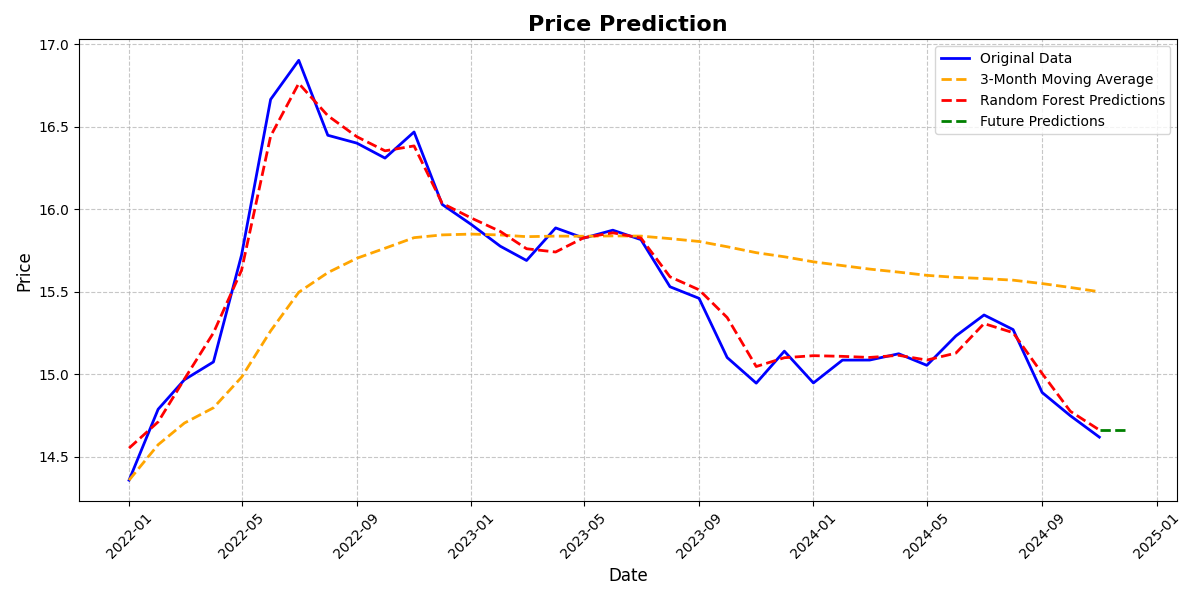 Price Prediction
17.0
16.5
16.0
15.5
15.0
14.5
Price
Original Data
3-Month Moving Average
Random Forest Predictions
Future Predictions
2022-01
2022-05
2022-09
2023-01
2023-05
2023-09
2024-01
2024-05
2024-09
2025-01
Date